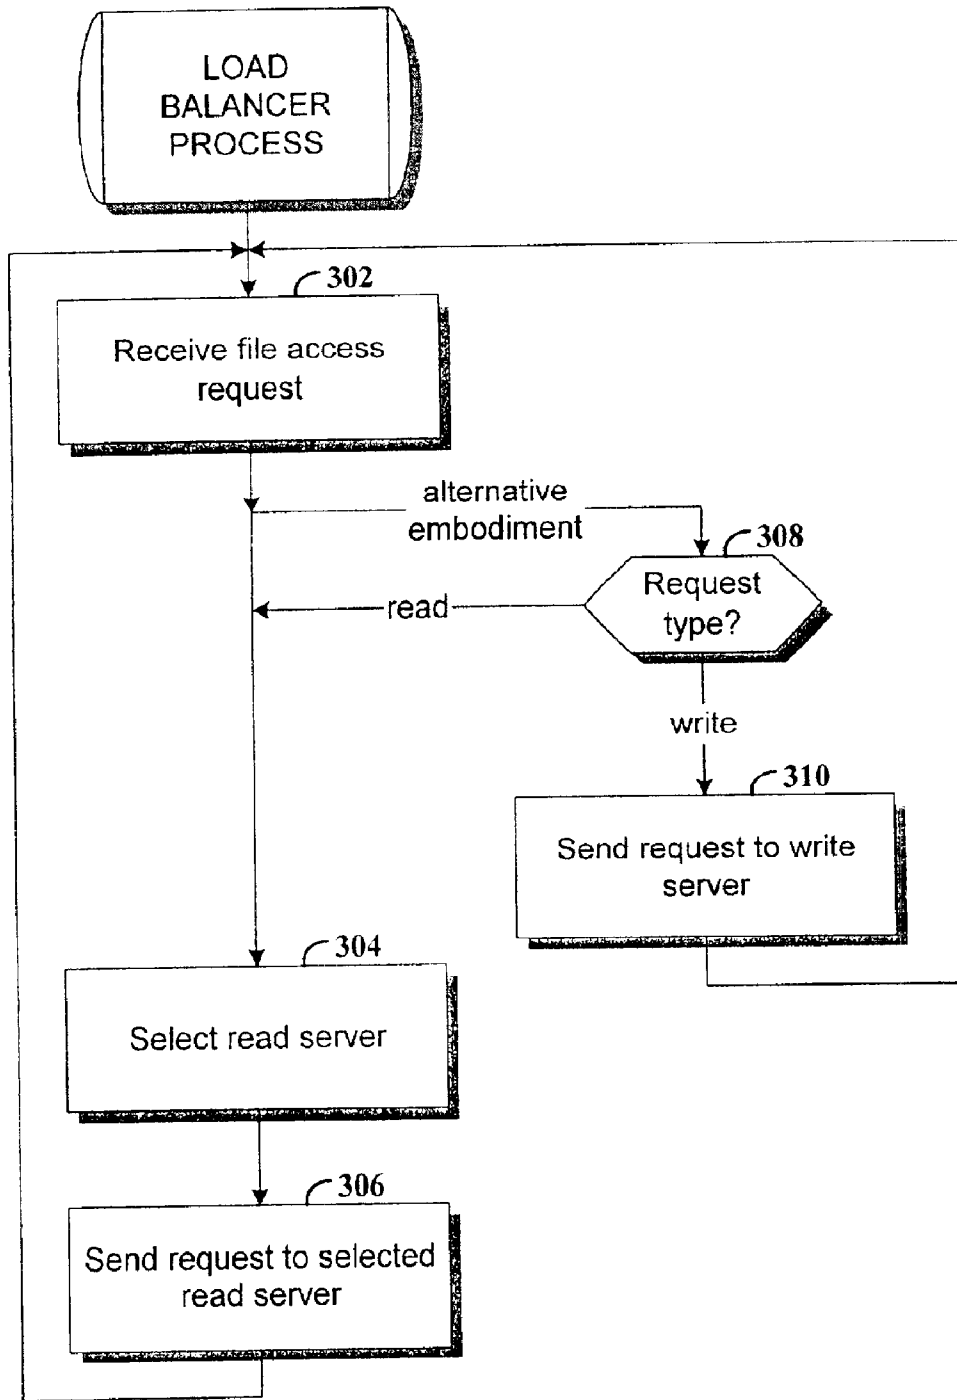 LOAD
BALANCER
PROCESS
302
Receive file access
request
alternative
embodiment
308
Request
type?
read
write
310
Send request to write
server
304
Select read server
306
Send request to selected
read server